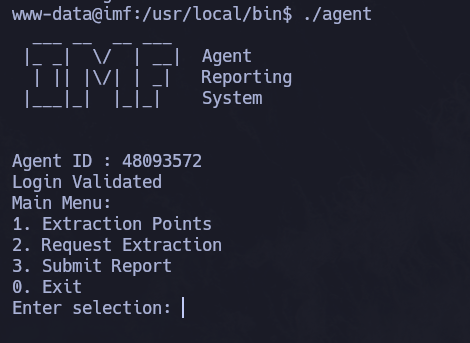 www-data@imf:/usr/local/bin$ ./agent
  ___ __  __ ___
 |_ _|  \/  | __|  Agent
  | || |\/| | _|   Reporting
 |___|_|  |_|_|    System


Agent ID : 48093572
Login Validated
Main Menu:
1. Extraction Points
2. Request Extraction
3. Submit Report
0. Exit
Enter selection: